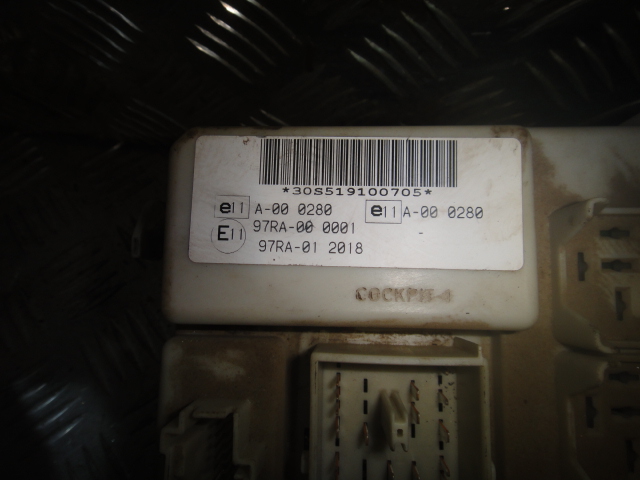 *30S519100705*
e11 A-00 0280 e11 A-00 0280
E11 97RA-00 0001
97RA-01 2018
COCKPIT-4